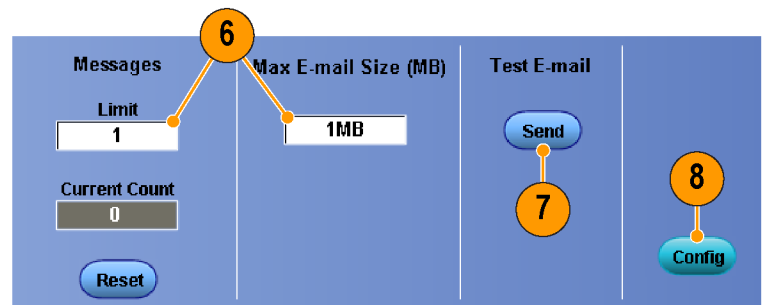 6
Messages
Max E-mail Size (MB)
Test E-mail
Limit
1
1MB
Send
Current Count
0
7
8
Reset
Config